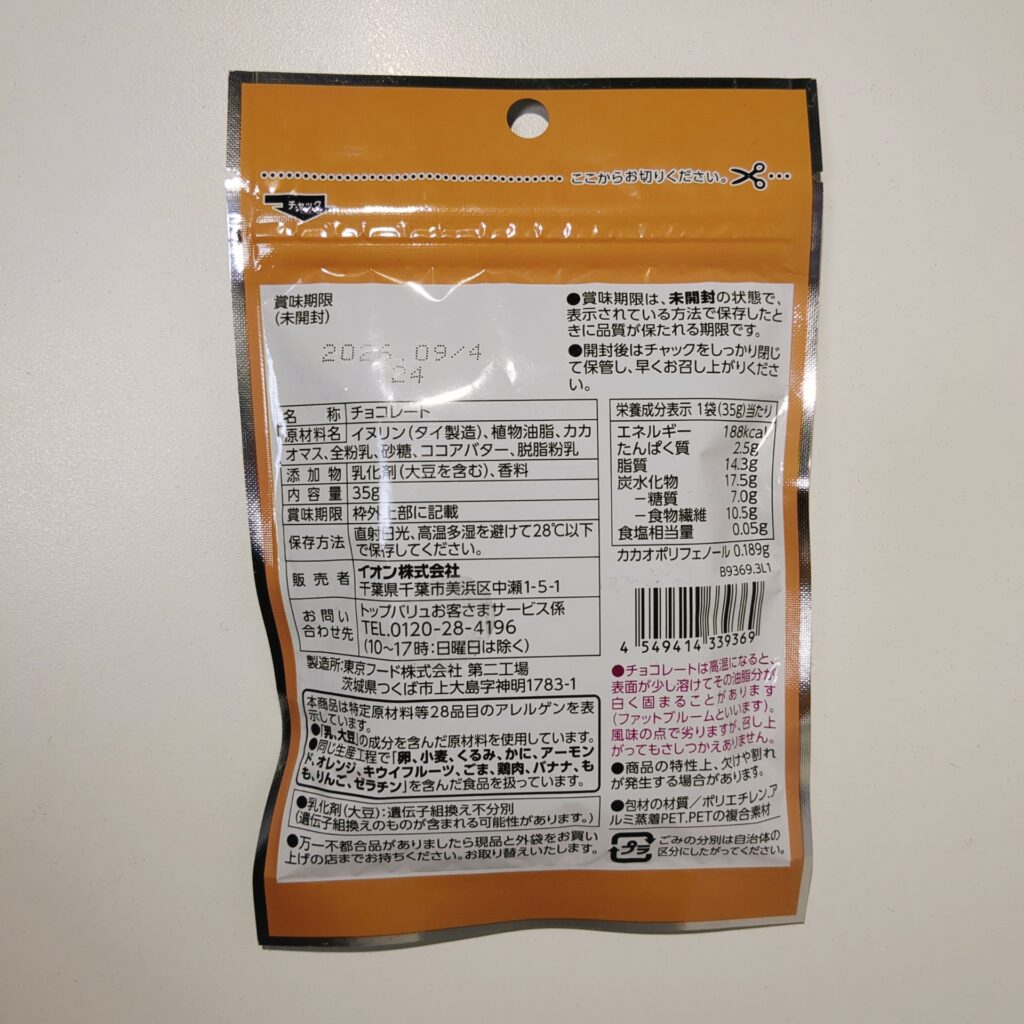 ここからお切りください。
チャック
賞味期限
(未開封)
09/4
24
●賞味期限は、未開封の状態で、
表示されている方法で保存したと
きに品質が保たれる期限です。
●開封後はチャックをしっかり閉じ
て保管し、早くお召し上がりくださ
い。
名称 チョコレート
原材料名 イヌリン(タイ製造)、植物油脂、カカ
オマス、全粉乳、砂糖、ココアバター、脱脂粉乳
添加物 乳化剤(大豆を含む)、香料
内容量 35g
賞味期限 枠外上部に記載
保存方法 直射日光、高温多湿を避けて28℃以下
で保存してください。
販売者 イオン株式会社
千葉県千葉市美浜区中瀬1-5-1
お問い
合わせ先
トップバリュお客さまサービス係
TEL.0120-28-4196
(10~17時:日曜日は除く)
製造所:東京フード株式会社 第二工場
茨城県つくば市上大島字神明1783-1
本商品は特定原材料等28品目のアレルゲンを表
示しています。
●「乳、大豆」の成分を含んだ原材料を使用しています。
●同じ生産工程で「卵、小麦、くるみ、かに、アーモン
ド、オレンジ、キウイフルーツ、ごま、鶏肉、バナナ、も
も、りんご、ゼラチン」を含んだ食品を扱っています。
●乳化剤(大豆):遺伝子組換え不分別
(遺伝子組換えのものが含まれる可能性があります。)
●万一不都合品がありましたら現品と外袋をお買い
上げの店までお持ちください。お取り替えいたします。
栄養成分表示 1袋(35g)当たり
エネルギー 188kcal
たんぱく質 2.5g
脂質 14.3g
炭水化物 17.5g
-糖質 7.0g
-食物繊維 10.5g
食塩相当量 0.05g
カカオポリフェノール 0.189g
B9369.3L1
4 549414 339369
●チョコレートは高温になると、
表面が少し溶けてその油脂分が
白く固まることがあります
(ファットブルームといいます)。
風味の点で劣りますが、召し上
がってもさしつかえありません。
●商品の特性上、欠けや割れ
が発生する場合があります。
●包材の材質/ポリエチレン、ア
ルミ蒸着PET、PETの複合素材
プラ
ごみの分別は自治体の
区分にしたがってください。